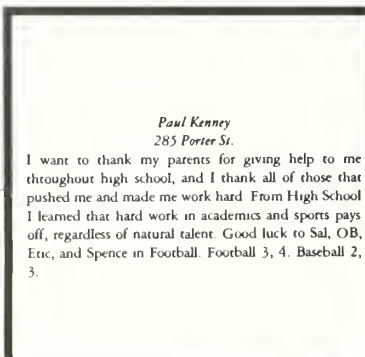 Paul Kenney
285 Porter St.
I want to thank my parents for giving help to me
throughout high school, and I thank all of those that
pushed me and made me work hard From High School
I learned that hard work in academics and sports pays
off, regardless of natural talent. Good luck to Sal, OB,
Eric, and Spence in Football. Football 3, 4. Baseball 2,
3.